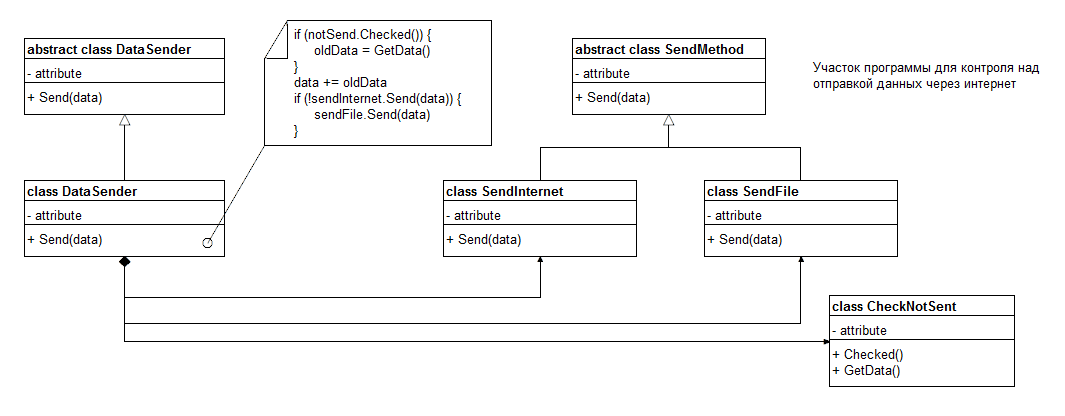 abstract class DataSender
- attribute
+ Send(data)
if (notSend.Checked()) {
oldData = GetData()
}
data += oldData
if (!sendInternet.Send(data)) {
sendFile.Send(data)
}
abstract class SendMethod
- attribute
+ Send(data)
Участок программы для контроля над
отправкой данных через интернет
class DataSender
- attribute
+ Send(data)
class SendInternet
- attribute
+ Send(data)
class SendFile
- attribute
+ Send(data)
class CheckNotSent
- attribute
+ Checked()
+ GetData()